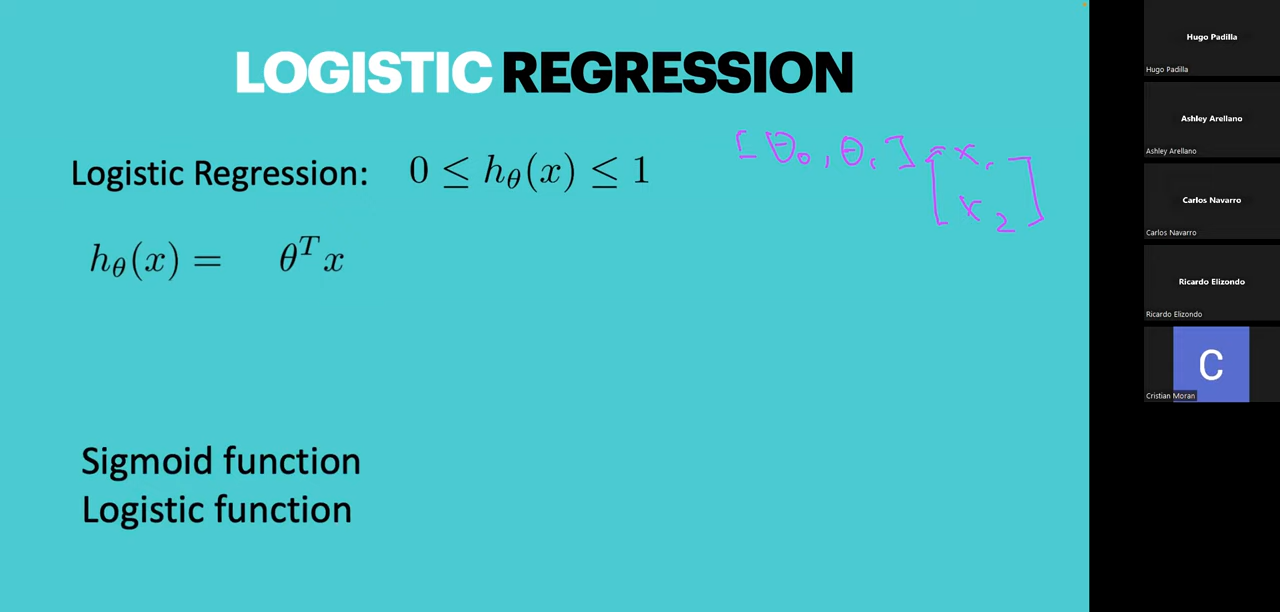 LOGISTIC REGRESSION
Logistic Regression: 0 ≤ hθ(x) ≤ 1
[θ₀, θ₁] [x₁
x₂]
hθ(x) = θᵀx
Sigmoid function
Logistic function
Hugo Padilla
Hugo Padilla
Ashley Arellano
Ashley Arellano
Carlos Navarro
Carlos Navarro
Ricardo Elizondo
Ricardo Elizondo
C
Cristian Moran